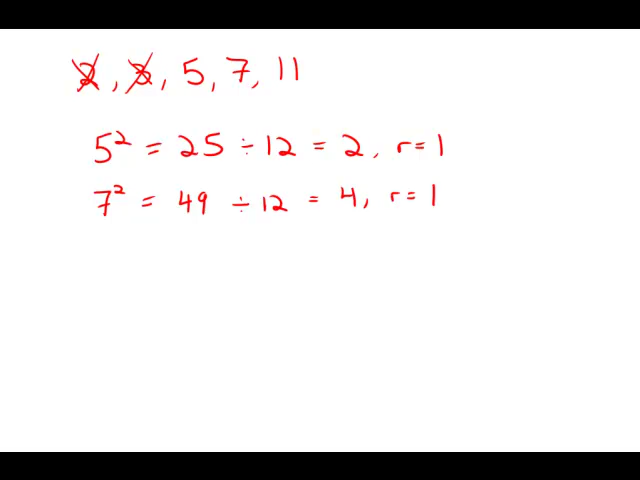 2, 3, 5, 7, 11
5² = 25 ÷ 12 = 2, r = 1
7² = 49 ÷ 12 = 4, r = 1